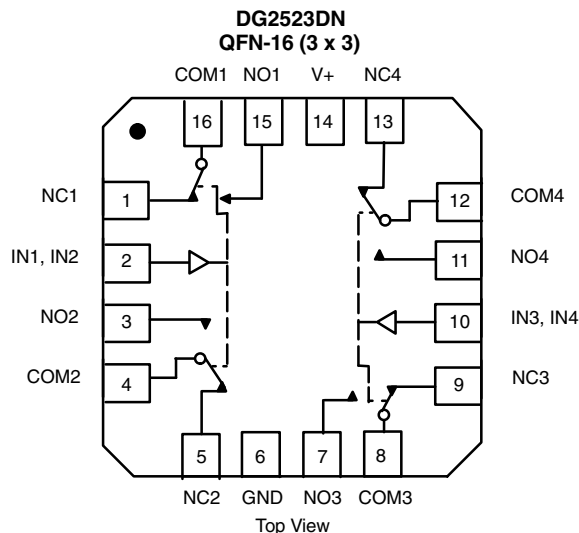 DG2523DN
QFN-16 (3 x 3)
COM1 NO1 V+ NC4
16 15 14 13
NC1 1 12 COM4
IN1, IN2 2 11 NO4
NO2 3 10 IN3, IN4
COM2 4 9 NC3
5 6 7 8
NC2 GND NO3 COM3
Top View